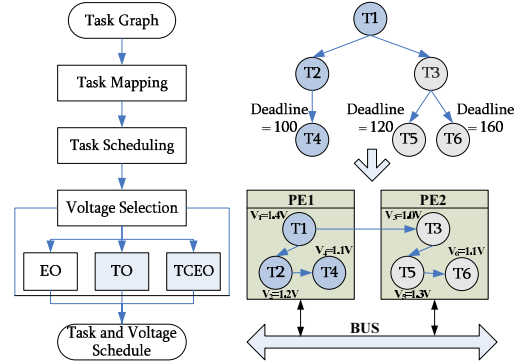 Task Graph
Task Mapping
Task Scheduling
Voltage Selection
EO
TO
TCEO
Task and Voltage
Schedule
T1
T2
T3
Deadline
= 100
T4
Deadline
= 120
T5
T6
Deadline
= 160
PE1
V₁=1.4V
T1
V₄=1.1V
T2
T4
V₂=1.2V
PE2
V₃=1.0V
T3
V₆=1.1V
T5
T6
V₅=1.3V
BUS